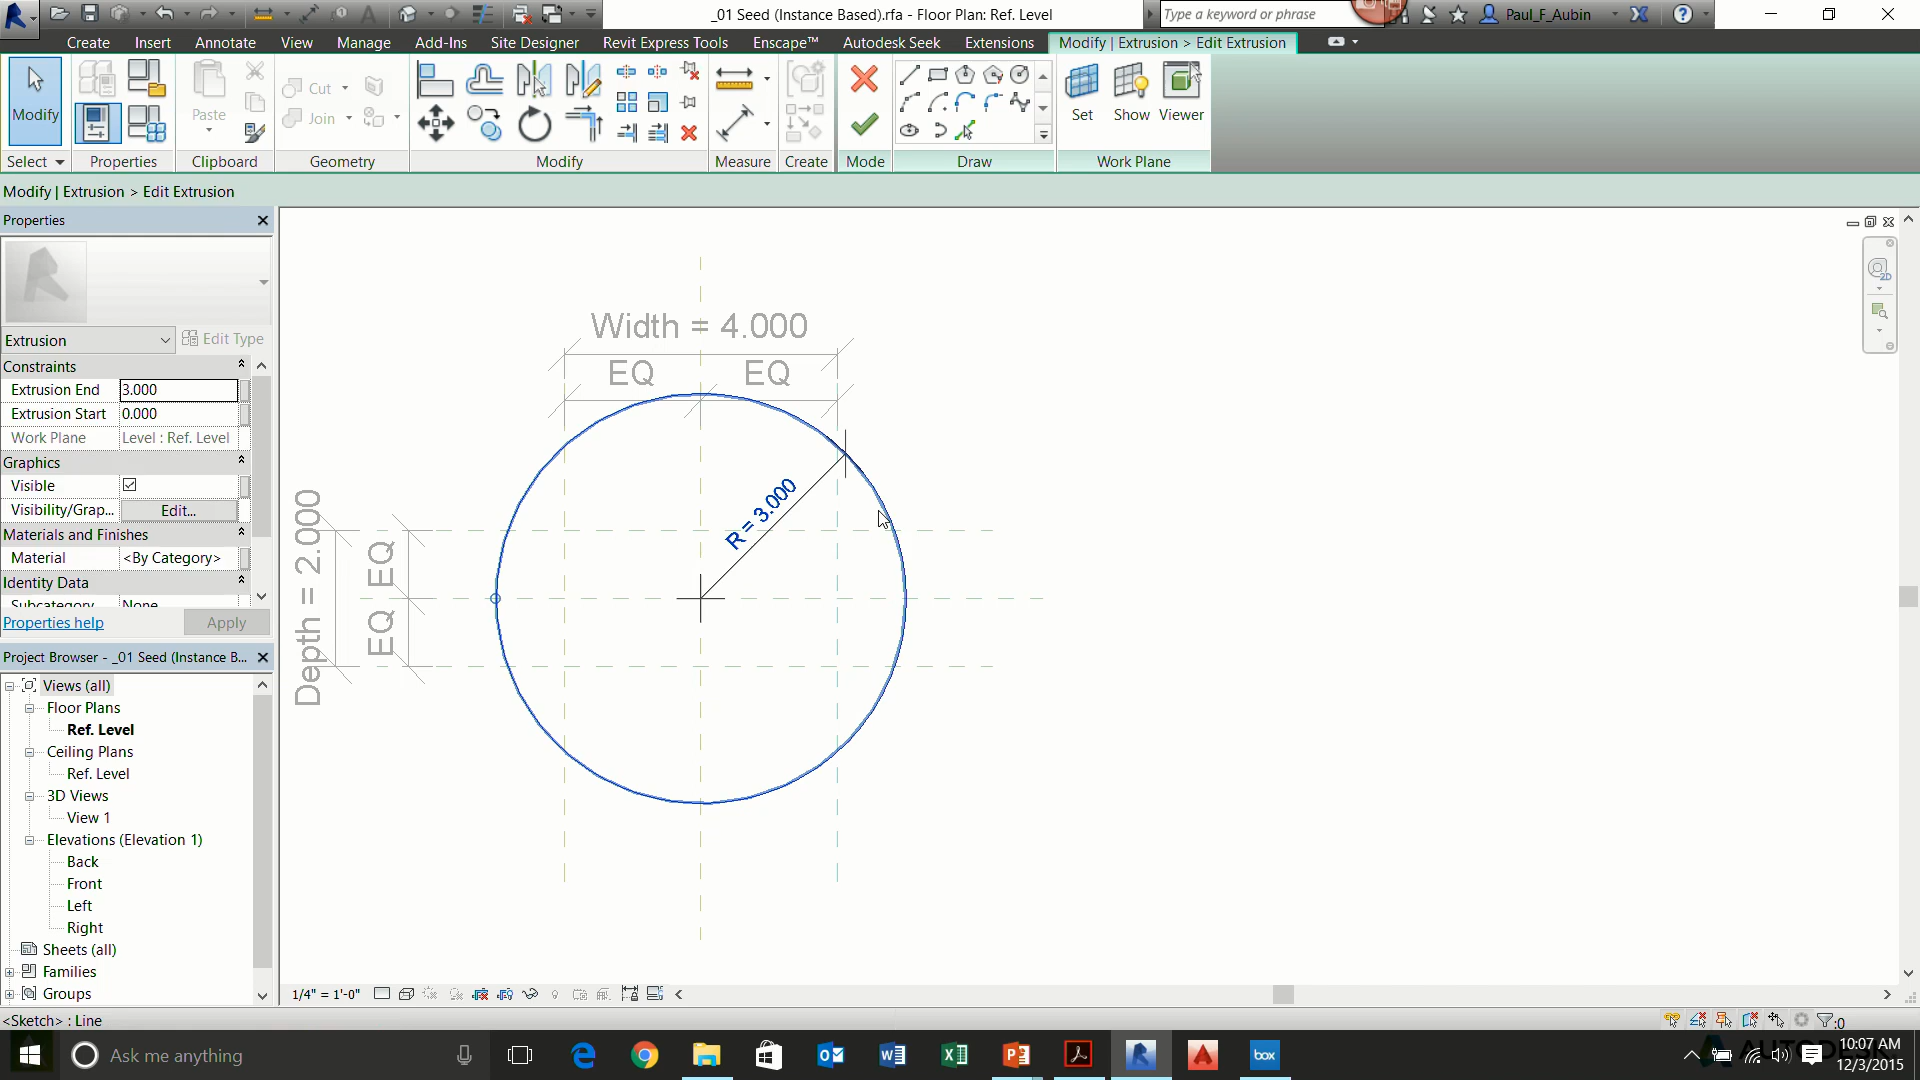 _01 Seed (Instance Based).rfa - Floor Plan: Ref. Level
Type a keyword or phrase
Paul_F_Aubin
Create Insert Annotate View Manage Add-Ins Site Designer Revit Express Tools Enscape™ Autodesk Seek Extensions Modify | Extrusion > Edit Extrusion
Modify
Paste
Cut
Join
Set Show Viewer
Select Properties Clipboard Geometry Modify Measure Create Mode Draw Work Plane
Modify | Extrusion > Edit Extrusion
Properties
Extrusion
Edit Type
Constraints
Extrusion End 3.000
Extrusion Start 0.000
Work Plane Level : Ref. Level
Graphics
Visible
Visibility/Grap... Edit...
Materials and Finishes
Material <By Category>
Identity Data
Subcategory None
Properties help
Apply
Project Browser - _01 Seed (Instance B...
Views (all)
Floor Plans
Ref. Level
Ceiling Plans
Ref. Level
3D Views
View 1
Elevations (Elevation 1)
Back
Front
Left
Right
Sheets (all)
Families
Groups
Width = 4.000
EQ EQ
R = 3.000
Depth = 2.000
EQ EQ
2D
1/4" = 1'-0"
<Sketch> : Line
:0
Ask me anything
box
AUTODESK
10:07 AM
12/3/2015